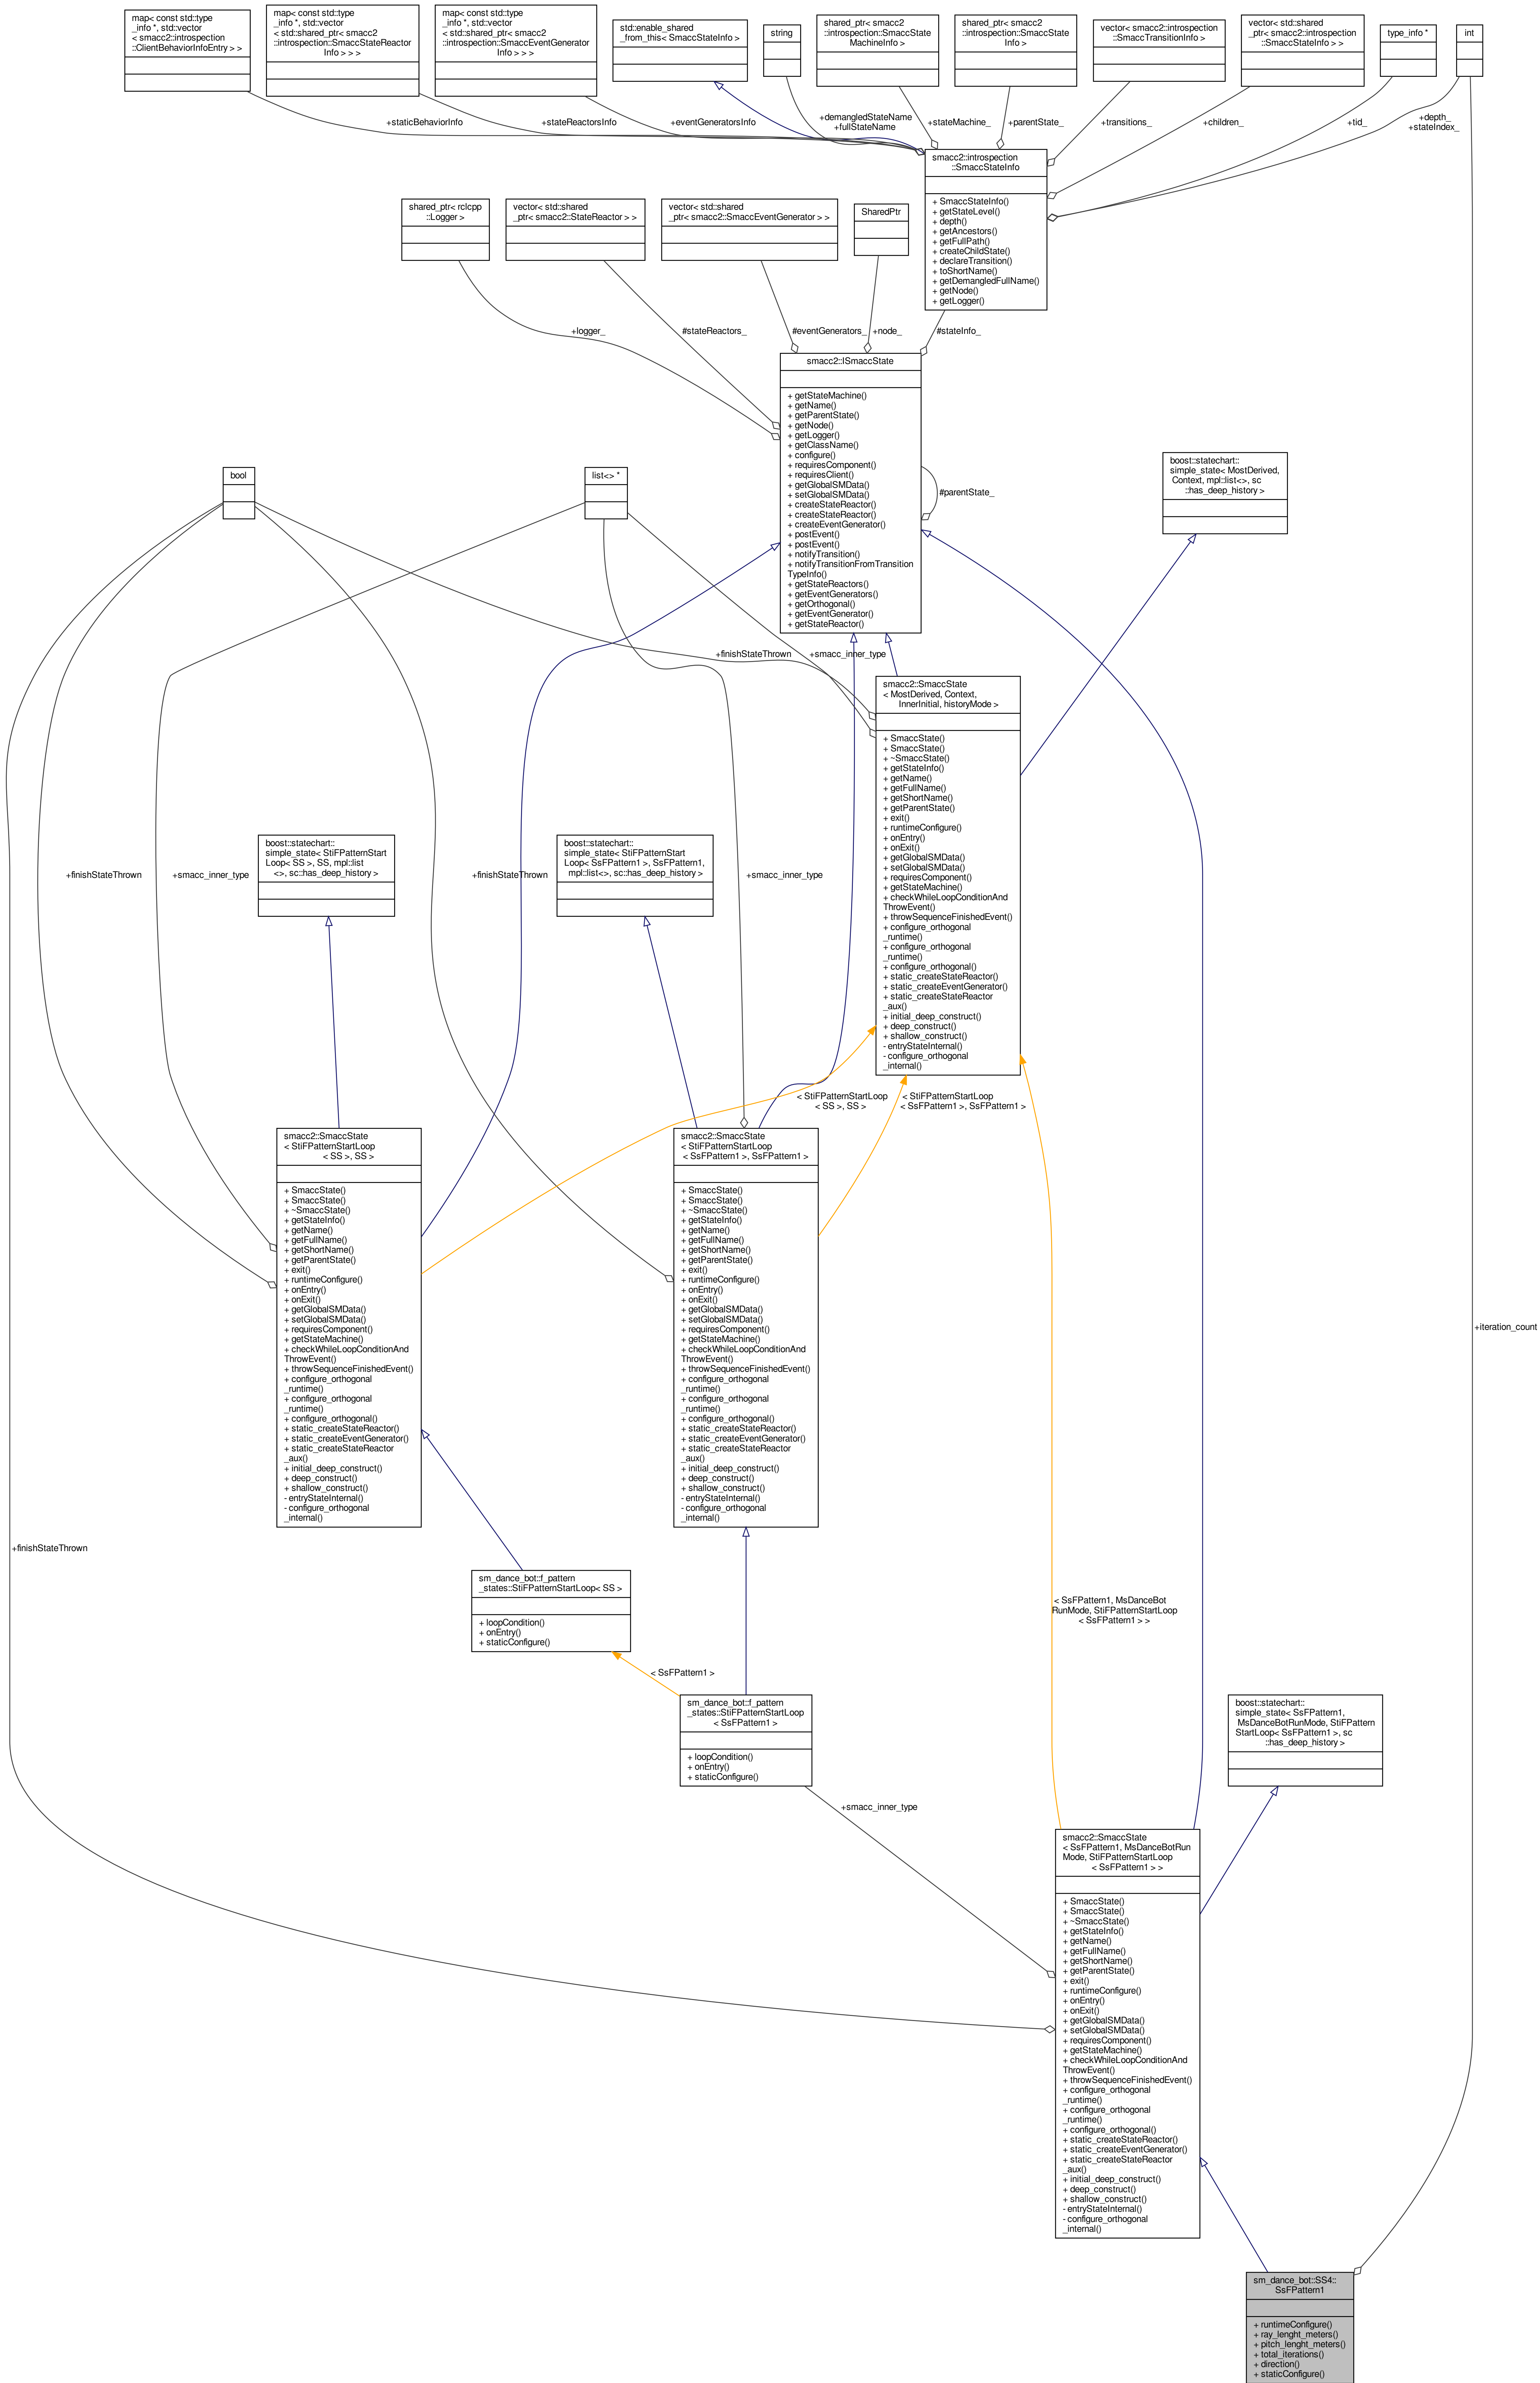 map< const std::type
_info *, std::vector
< smacc2::introspection
::ClientBehaviorInfoEntry > >
map< const std::type
_info *, std::vector
< std::shared_ptr< smacc2
::introspection::SmaccStateReactor
Info > > >
map< const std::type
_info *, std::vector
< std::shared_ptr< smacc2
::introspection::SmaccEventGenerator
Info > > >
std::enable_shared
_from_this< SmaccStateInfo >
string
shared_ptr< smacc2
::introspection::SmaccState
MachineInfo >
shared_ptr< smacc2
::introspection::SmaccState
Info >
vector< smacc2::introspection
::SmaccTransitionInfo >
vector< std::shared
_ptr< smacc2::introspection
::SmaccStateInfo > >
type_info *
int
+staticBehaviorInfo
+stateReactorsInfo
+eventGeneratorsInfo
+demangledStateName
+fullStateName
+stateMachine_
+parentState_
+transitions_
+children_
+tid_
+depth_
+stateIndex_
smacc2::introspection
::SmaccStateInfo
+ SmaccStateInfo()
+ getStateLevel()
+ depth()
+ getAncestors()
+ getFullPath()
+ createChildState()
+ declareTransition()
+ toShortName()
+ getDemangledFullName()
+ getNode()
+ getLogger()
shared_ptr< rclcpp
::Logger >
vector< std::shared
_ptr< smacc2::StateReactor > >
vector< std::shared
_ptr< smacc2::SmaccEventGenerator > >
SharedPtr
+logger_
#stateReactors_
#eventGenerators_
+node_
#stateInfo_
smacc2::ISmaccState
+ getStateMachine()
+ getName()
+ getParentState()
+ getNode()
+ getLogger()
+ getClassName()
+ configure()
+ requiresComponent()
+ requiresClient()
+ getGlobalSMData()
+ setGlobalSMData()
+ createStateReactor()
+ createStateReactor()
+ createEventGenerator()
+ postEvent()
+ postEvent()
+ notifyTransition()
+ notifyTransitionFromTransition
TypeInfo()
+ getStateReactors()
+ getEventGenerators()
+ getOrthogonal()
+ getEventGenerator()
+ getStateReactor()
#parentState_
bool
list<> *
boost::statechart::
simple_state< MostDerived,
Context, mpl::list<>, sc
::has_deep_history >
+finishStateThrown
+smacc_inner_type
smacc2::SmaccState
< MostDerived, Context,
InnerInitial, historyMode >
+ SmaccState()
+ SmaccState()
+ ~SmaccState()
+ getStateInfo()
+ getName()
+ getFullName()
+ getShortName()
+ getParentState()
+ exit()
+ runtimeConfigure()
+ onEntry()
+ onExit()
+ getGlobalSMData()
+ setGlobalSMData()
+ requiresComponent()
+ getStateMachine()
+ checkWhileLoopConditionAnd
ThrowEvent()
+ throwSequenceFinishedEvent()
+ configure_orthogonal
_runtime()
+ configure_orthogonal
_runtime()
+ configure_orthogonal()
+ static_createStateReactor()
+ static_createEventGenerator()
+ static_createStateReactor
_aux()
+ initial_deep_construct()
+ deep_construct()
+ shallow_construct()
- entryStateInternal()
- configure_orthogonal
_internal()
boost::statechart::
simple_state< StiFPatternStart
Loop< SS >, SS, mpl::list
<>, sc::has_deep_history >
boost::statechart::
simple_state< StiFPatternStart
Loop< SsFPattern1 >, SsFPattern1,
mpl::list<>, sc::has_deep_history >
+finishStateThrown
+smacc_inner_type
+finishStateThrown
+smacc_inner_type
< StiFPatternStartLoop
< SS >, SS >
< StiFPatternStartLoop
< SsFPattern1 >, SsFPattern1 >
smacc2::SmaccState
< StiFPatternStartLoop
< SS >, SS >
+ SmaccState()
+ SmaccState()
+ ~SmaccState()
+ getStateInfo()
+ getName()
+ getFullName()
+ getShortName()
+ getParentState()
+ exit()
+ runtimeConfigure()
+ onEntry()
+ onExit()
+ getGlobalSMData()
+ setGlobalSMData()
+ requiresComponent()
+ getStateMachine()
+ checkWhileLoopConditionAnd
ThrowEvent()
+ throwSequenceFinishedEvent()
+ configure_orthogonal
_runtime()
+ configure_orthogonal
_runtime()
+ configure_orthogonal()
+ static_createStateReactor()
+ static_createEventGenerator()
+ static_createStateReactor
_aux()
+ initial_deep_construct()
+ deep_construct()
+ shallow_construct()
- entryStateInternal()
- configure_orthogonal
_internal()
smacc2::SmaccState
< StiFPatternStartLoop
< SsFPattern1 >, SsFPattern1 >
+ SmaccState()
+ SmaccState()
+ ~SmaccState()
+ getStateInfo()
+ getName()
+ getFullName()
+ getShortName()
+ getParentState()
+ exit()
+ runtimeConfigure()
+ onEntry()
+ onExit()
+ getGlobalSMData()
+ setGlobalSMData()
+ requiresComponent()
+ getStateMachine()
+ checkWhileLoopConditionAnd
ThrowEvent()
+ throwSequenceFinishedEvent()
+ configure_orthogonal
_runtime()
+ configure_orthogonal
_runtime()
+ configure_orthogonal()
+ static_createStateReactor()
+ static_createEventGenerator()
+ static_createStateReactor
_aux()
+ initial_deep_construct()
+ deep_construct()
+ shallow_construct()
- entryStateInternal()
- configure_orthogonal
_internal()
+iteration_count
+finishStateThrown
sm_dance_bot::f_pattern
_states::StiFPatternStartLoop< SS >
+ loopCondition()
+ onEntry()
+ staticConfigure()
< SsFPattern1, MsDanceBot
RunMode, StiFPatternStartLoop
< SsFPattern1 > >
< SsFPattern1 >
sm_dance_bot::f_pattern
_states::StiFPatternStartLoop
< SsFPattern1 >
+ loopCondition()
+ onEntry()
+ staticConfigure()
boost::statechart::
simple_state< SsFPattern1,
MsDanceBotRunMode, StiFPattern
StartLoop< SsFPattern1 >, sc
::has_deep_history >
+smacc_inner_type
smacc2::SmaccState
< SsFPattern1, MsDanceBotRun
Mode, StiFPatternStartLoop
< SsFPattern1 > >
+ SmaccState()
+ SmaccState()
+ ~SmaccState()
+ getStateInfo()
+ getName()
+ getFullName()
+ getShortName()
+ getParentState()
+ exit()
+ runtimeConfigure()
+ onEntry()
+ onExit()
+ getGlobalSMData()
+ setGlobalSMData()
+ requiresComponent()
+ getStateMachine()
+ checkWhileLoopConditionAnd
ThrowEvent()
+ throwSequenceFinishedEvent()
+ configure_orthogonal
_runtime()
+ configure_orthogonal
_runtime()
+ configure_orthogonal()
+ static_createStateReactor()
+ static_createEventGenerator()
+ static_createStateReactor
_aux()
+ initial_deep_construct()
+ deep_construct()
+ shallow_construct()
- entryStateInternal()
- configure_orthogonal
_internal()
sm_dance_bot::SS4::
SsFPattern1
+ runtimeConfigure()
+ ray_lenght_meters()
+ pitch_lenght_meters()
+ total_iterations()
+ direction()
+ staticConfigure()